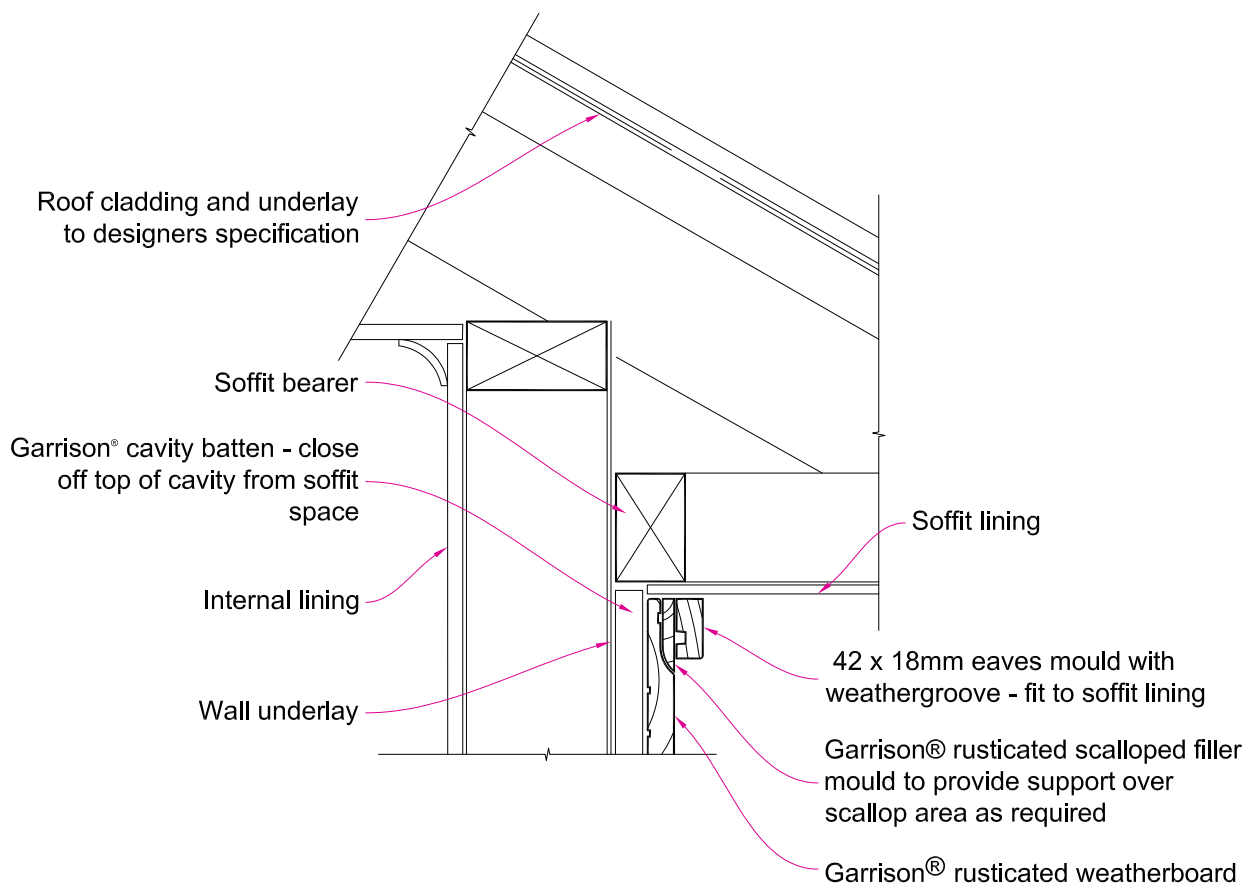 Roof cladding and underlay
to designers specification
Soffit bearer
Garrison® cavity batten - close
off top of cavity from soffit
space
Internal lining
Wall underlay
Soffit lining
42 x 18mm eaves mould with
weathergroove - fit to soffit lining
Garrison® rusticated scalloped filler
mould to provide support over
scallop area as required
Garrison® rusticated weatherboard